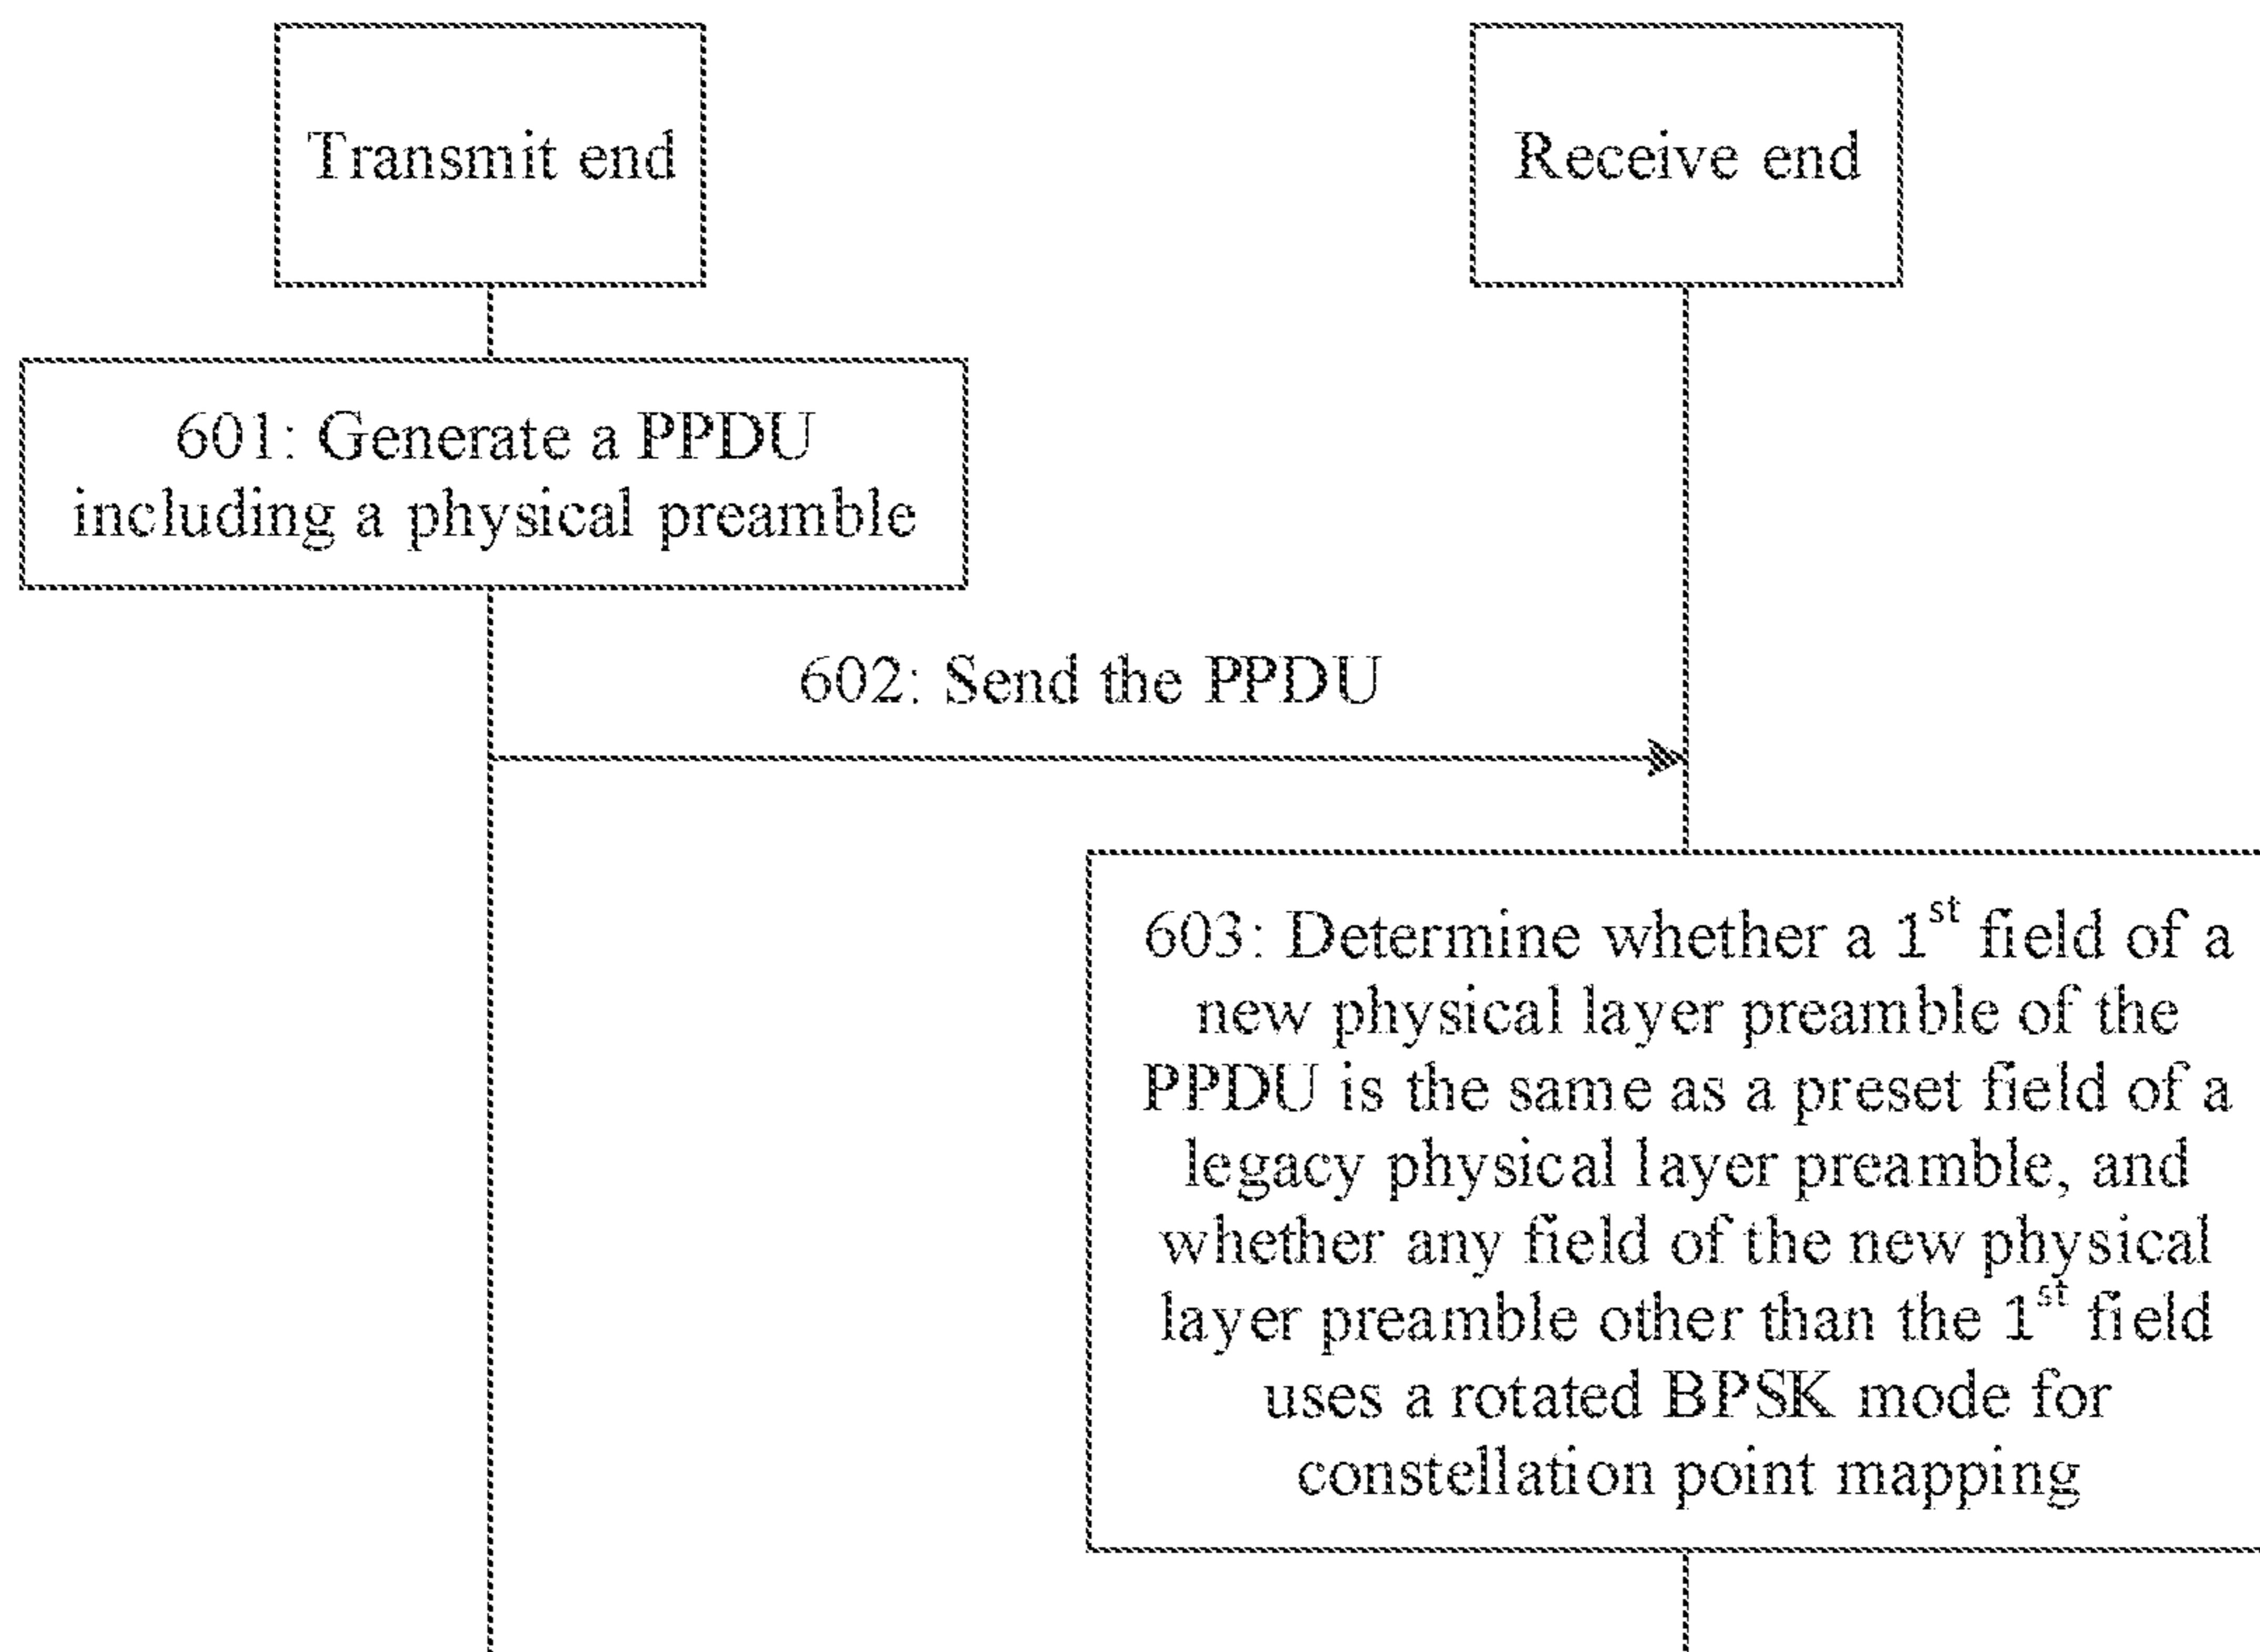 Transmit end
Receive end
601: Generate a PPDU
including a physical preamble
602: Send the PPDU
603: Determine whether a 1st field of a
new physical layer preamble of the
PPDU is the same as a preset field of a
legacy physical layer preamble, and
whether any field of the new physical
layer preamble other than the 1st field
uses a rotated BPSK mode for
constellation point mapping